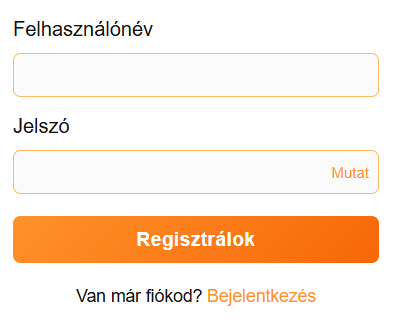 Felhasználónév
Jelszó
Mutat
Regisztrálok
Van már fiókod? Bejelentkezés